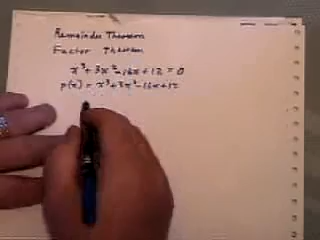 Remainder Theorem
Factor Theorem
x³+3x²-16x+12=0
P(x) = x³+3x²-16x+12